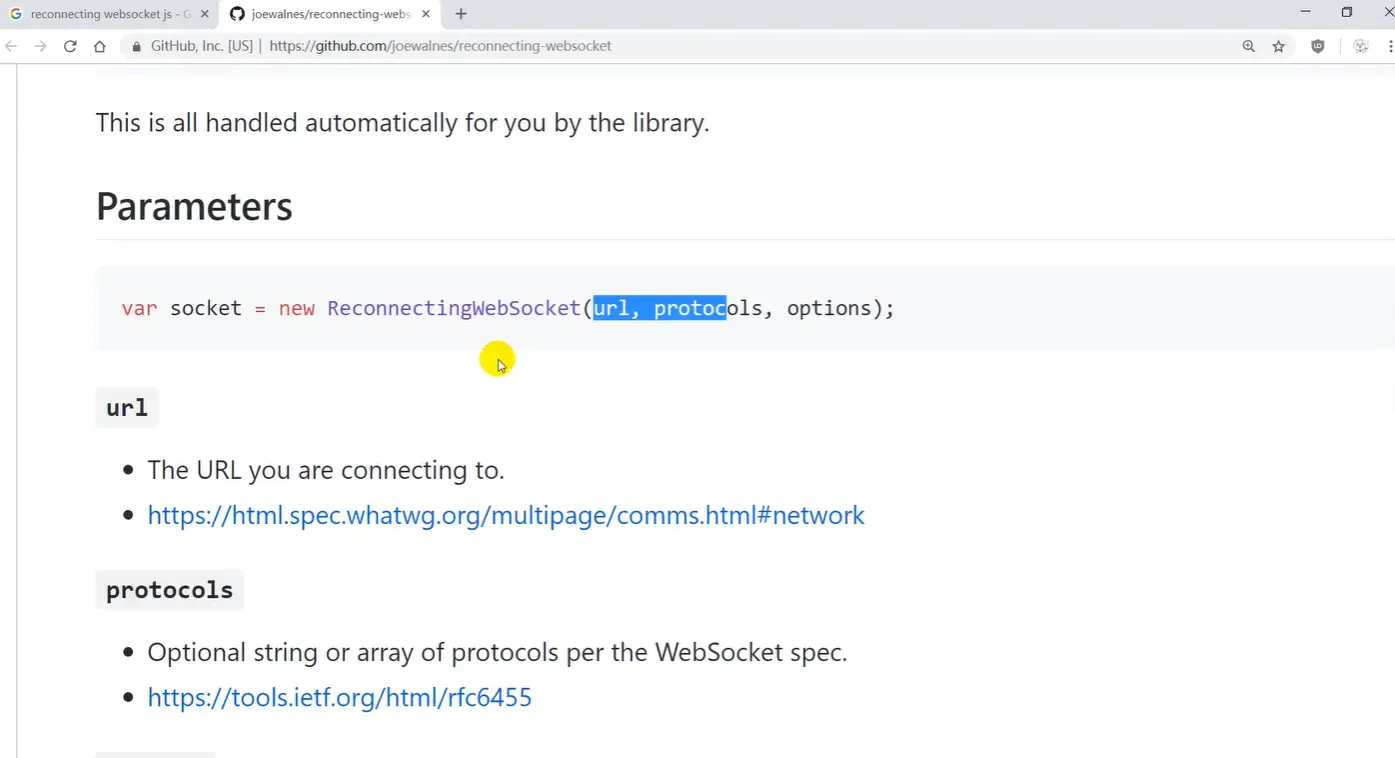 reconnecting websocket js - G
joewalnes/reconnecting-webs
GitHub, Inc. [US] | https://github.com/joewalnes/reconnecting-websocket
This is all handled automatically for you by the library.
Parameters
var socket = new ReconnectingWebSocket(url, protocols, options);
url
The URL you are connecting to.
https://html.spec.whatwg.org/multipage/comms.html#network
protocols
Optional string or array of protocols per the WebSocket spec.
https://tools.ietf.org/html/rfc6455